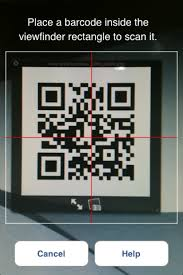 Place a barcode inside the
viewfinder rectangle to scan it.
Cancel
Help